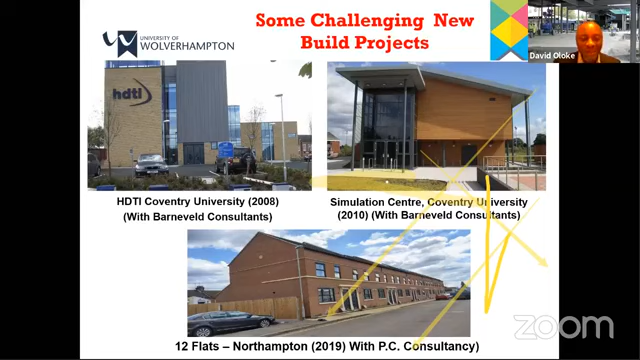 UNIVERSITY OF
WOLVERHAMPTON
Some Challenging New
Build Projects
David Oloke
hdti
HDTI Coventry University (2008)
(With Barneveld Consultants)
Simulation Centre, Coventry University
(2010) (With Barneveld Consultants)
12 Flats – Northampton (2019) With P.C. Consultancy)
zoom